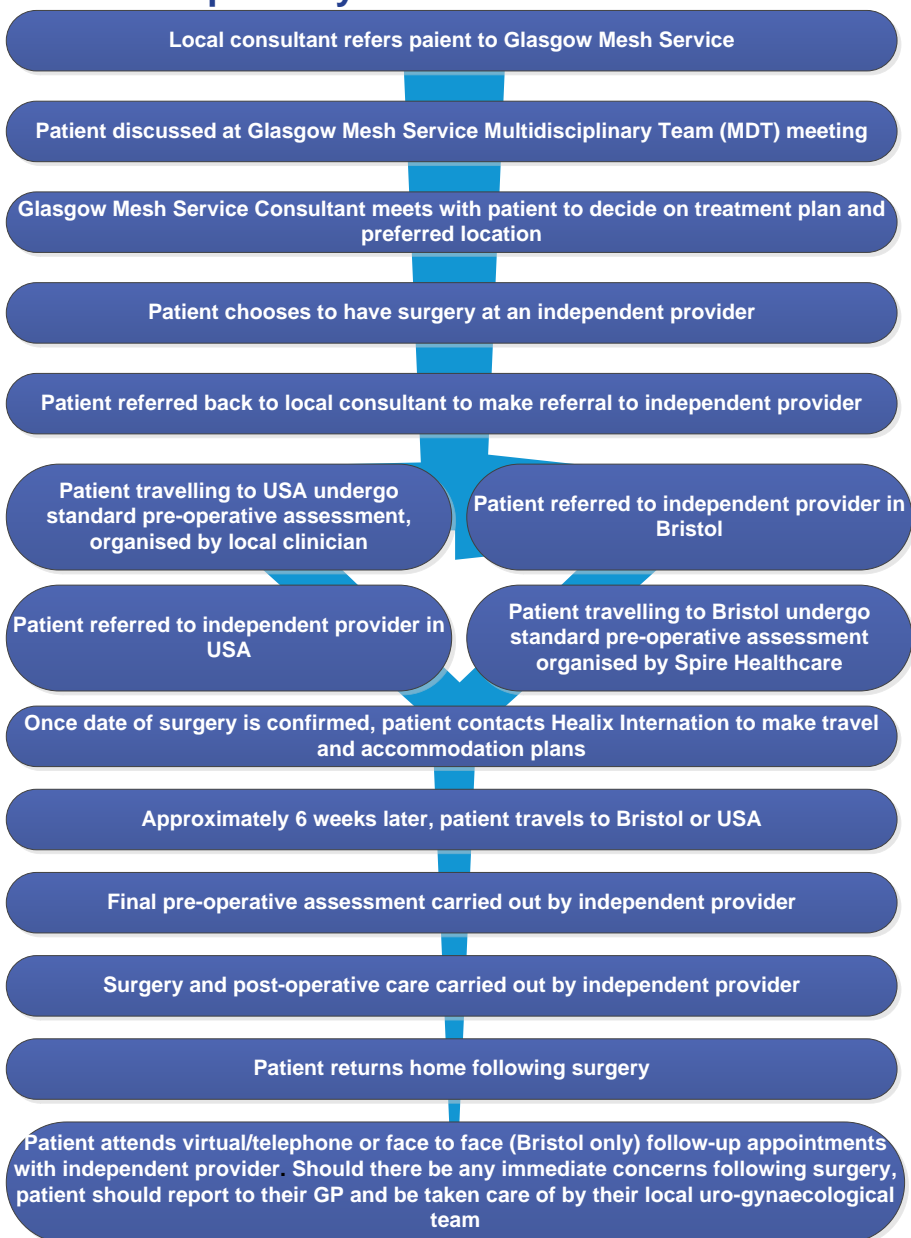 Local consultant refers paient to Glasgow Mesh Service
Patient discussed at Glasgow Mesh Service Multidisciplinary Team (MDT) meeting
Glasgow Mesh Service Consultant meets with patient to decide on treatment plan and
preferred location
Patient chooses to have surgery at an independent provider
Patient referred back to local consultant to make referral to independent provider
Patient travelling to USA undergo
standard pre-operative assessment,
organised by local clinician
Patient referred to independent provider in
Bristol
Patient referred to independent provider in
USA
Patient travelling to Bristol undergo
standard pre-operative assessment
organised by Spire Healthcare
Once date of surgery is confirmed, patient contacts Healix Internation to make travel
and accommodation plans
Approximately 6 weeks later, patient travels to Bristol or USA
Final pre-operative assessment carried out by independent provider
Surgery and post-operative care carried out by independent provider
Patient returns home following surgery
Patient attends virtual/telephone or face to face (Bristol only) follow-up appointments
with independent provider. Should there be any immediate concerns following surgery,
patient should report to their GP and be taken care of by their local uro-gynaecological
team